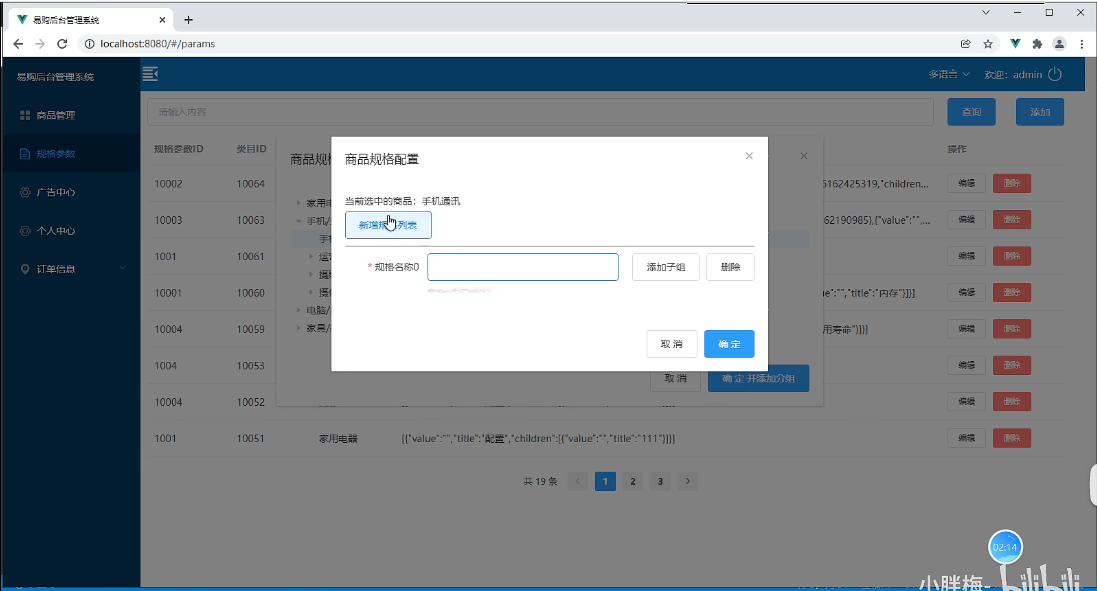 易购后台管理系统
localhost:8080/#/params
易购后台管理系统
多语言 欢迎: admin
商品管理
规格参数
广告中心
个人中心
订单信息
请输入内容 查询 添加
规格参数ID 类目ID 操作
10002 10064 5162425319,"children... 编辑 删除
10003 10063 62190985},{"value":"",... 编辑 删除
1001 10061 编辑 删除
10001 10060 ue":"","title":"内存"}]}] 编辑 删除
10004 10059 用寿命"}]}] 编辑 删除
1004 10053 编辑 删除
10004 10052 编辑 删除
1001 10051 家用电器 [{"value":"","title":"配置","children":[{"value":"","title":"111"}]}] 编辑 删除
共 19 条 1 2 3
商品规
家用电
手机/
手
运
摄
摄
电脑/
家具/
取 消 确 定 并添加分组
商品规格配置
当前选中的商品: 手机通讯
新增规 列表
* 规格名称0 添加子组 删除
取 消 确 定
02:14
小胖梅-
bilibili